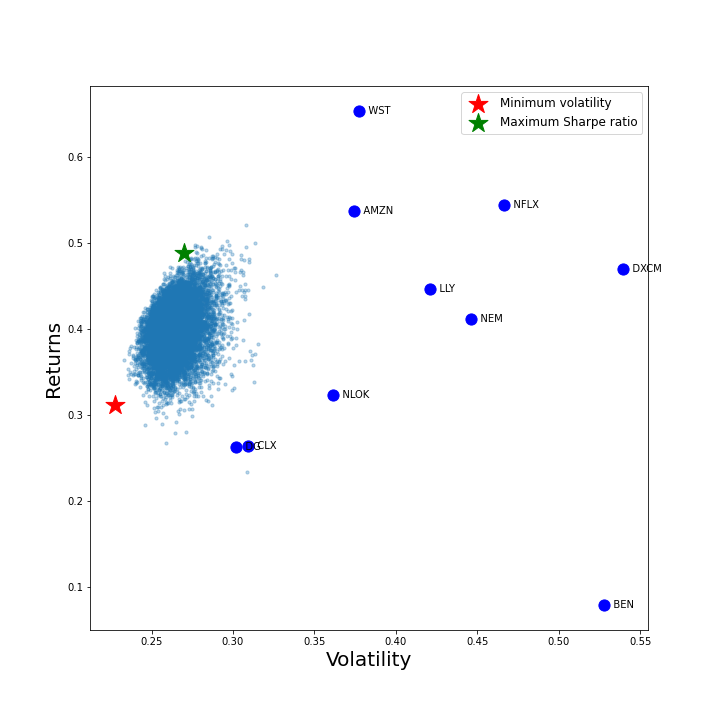 Minimum volatility
Maximum Sharpe ratio
WST
AMZN
NFLX
DXCM
LLY
NEM
NLOK
CLX
BEN
0.6
0.5
0.4
0.3
0.2
0.1
Returns
0.25
0.30
0.35
0.40
0.45
0.50
0.55
Volatility